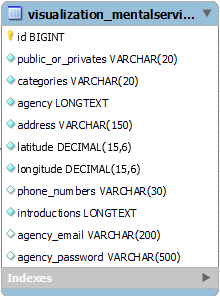 visualization_mentalservi...
id BIGINT
public_or_privates VARCHAR(20)
categories VARCHAR(20)
agency LONGTEXT
address VARCHAR(150)
latitude DECIMAL(15,6)
longitude DECIMAL(15,6)
phone_numbers VARCHAR(30)
introductions LONGTEXT
agency_email VARCHAR(200)
agency_password VARCHAR(500)
Indexes